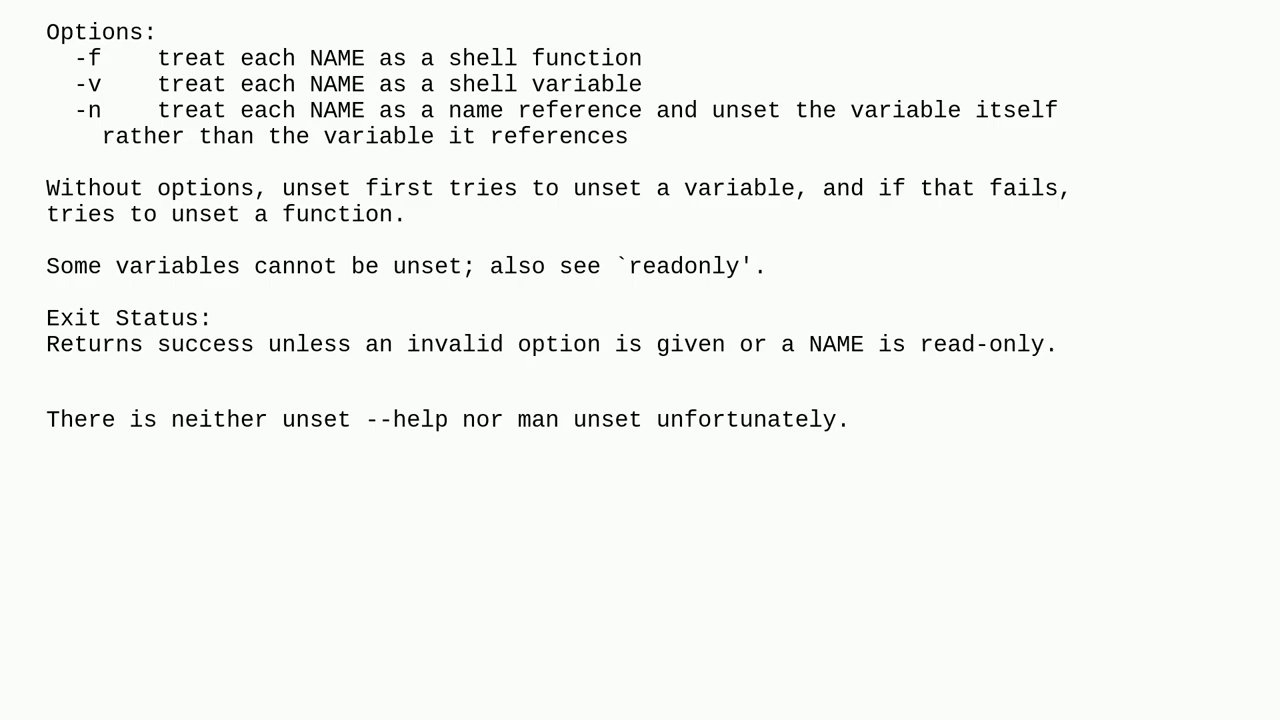 Options:
-f    treat each NAME as a shell function
-v    treat each NAME as a shell variable
-n    treat each NAME as a name reference and unset the variable itself
rather than the variable it references
Without options, unset first tries to unset a variable, and if that fails,
tries to unset a function.
Some variables cannot be unset; also see `readonly'.
Exit Status:
Returns success unless an invalid option is given or a NAME is read-only.
There is neither unset --help nor man unset unfortunately.